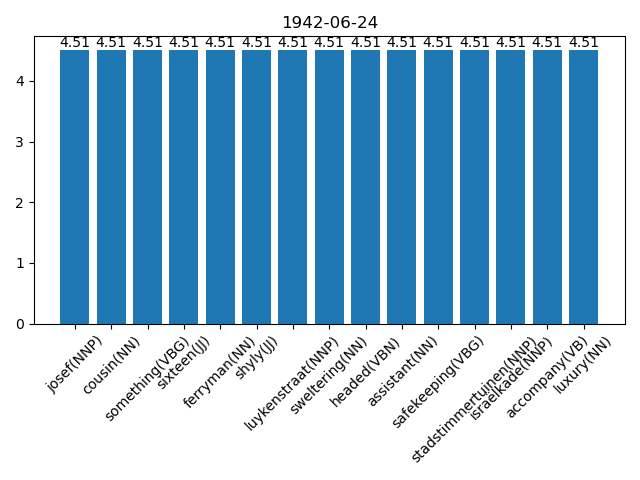 1942-06-24
4.51 4.51 4.51 4.51 4.51 4.51 4.51 4.51 4.51 4.51 4.51 4.51 4.51 4.51 4.51
4
3
2
1
0
josef(NNP)
cousin(NN)
something(VBG)
sixteen(JJ)
ferryman(NN)
shyly(JJ)
luykenstraat(NNP)
sweltering(NN)
headed(VBN)
assistant(NN)
safekeeping(VBG)
stadstimmertuinen(NNP)
israelkade(NNP)
accompany(VB)
luxury(NN)